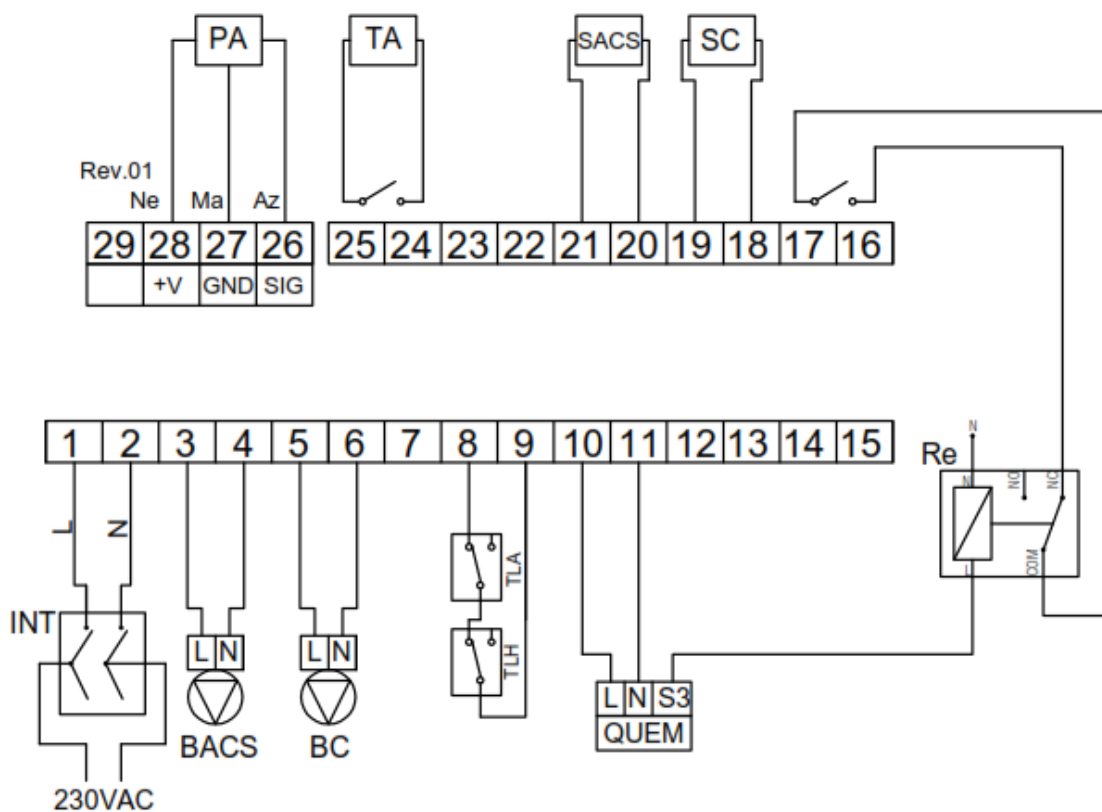 PA TA SACS SC
Rev.01
Ne Ma Az
29 28 27 26 25 24 23 22 21 20 19 18 17 16
+V GND SIG
1 2 3 4 5 6 7 8 9 10 11 12 13 14 15
N
Re
N NO NC
L N
TLA
COM
L
INT
L N L N
TLH
L N S3
QUEM
BACS BC
230VAC